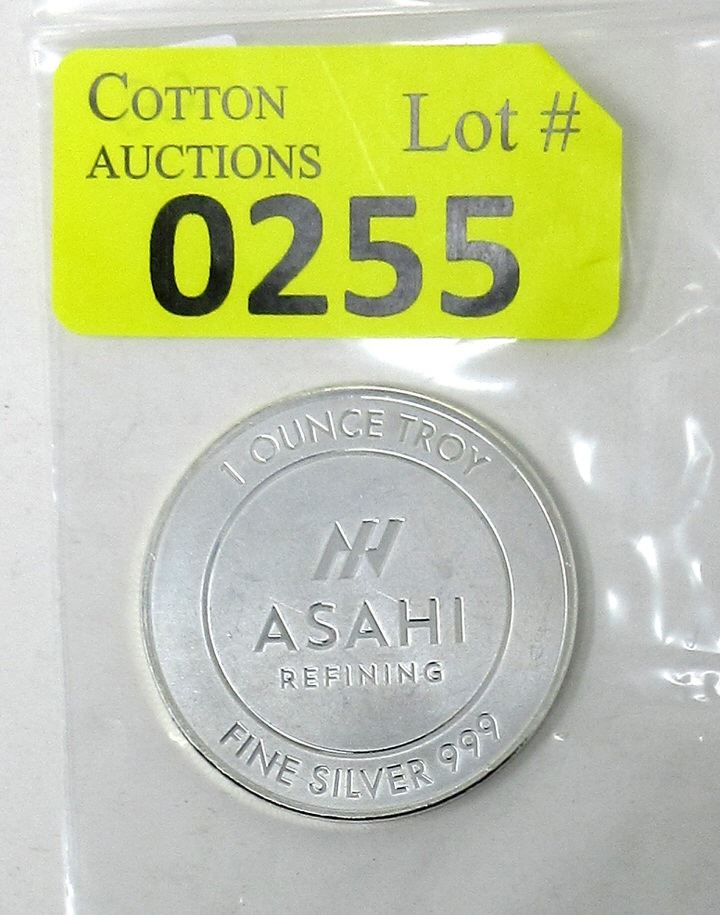 COTTON
AUCTIONS
Lot #
0255
1 OUNCE TROY
ASAHI
REFINING
FINE SILVER 999